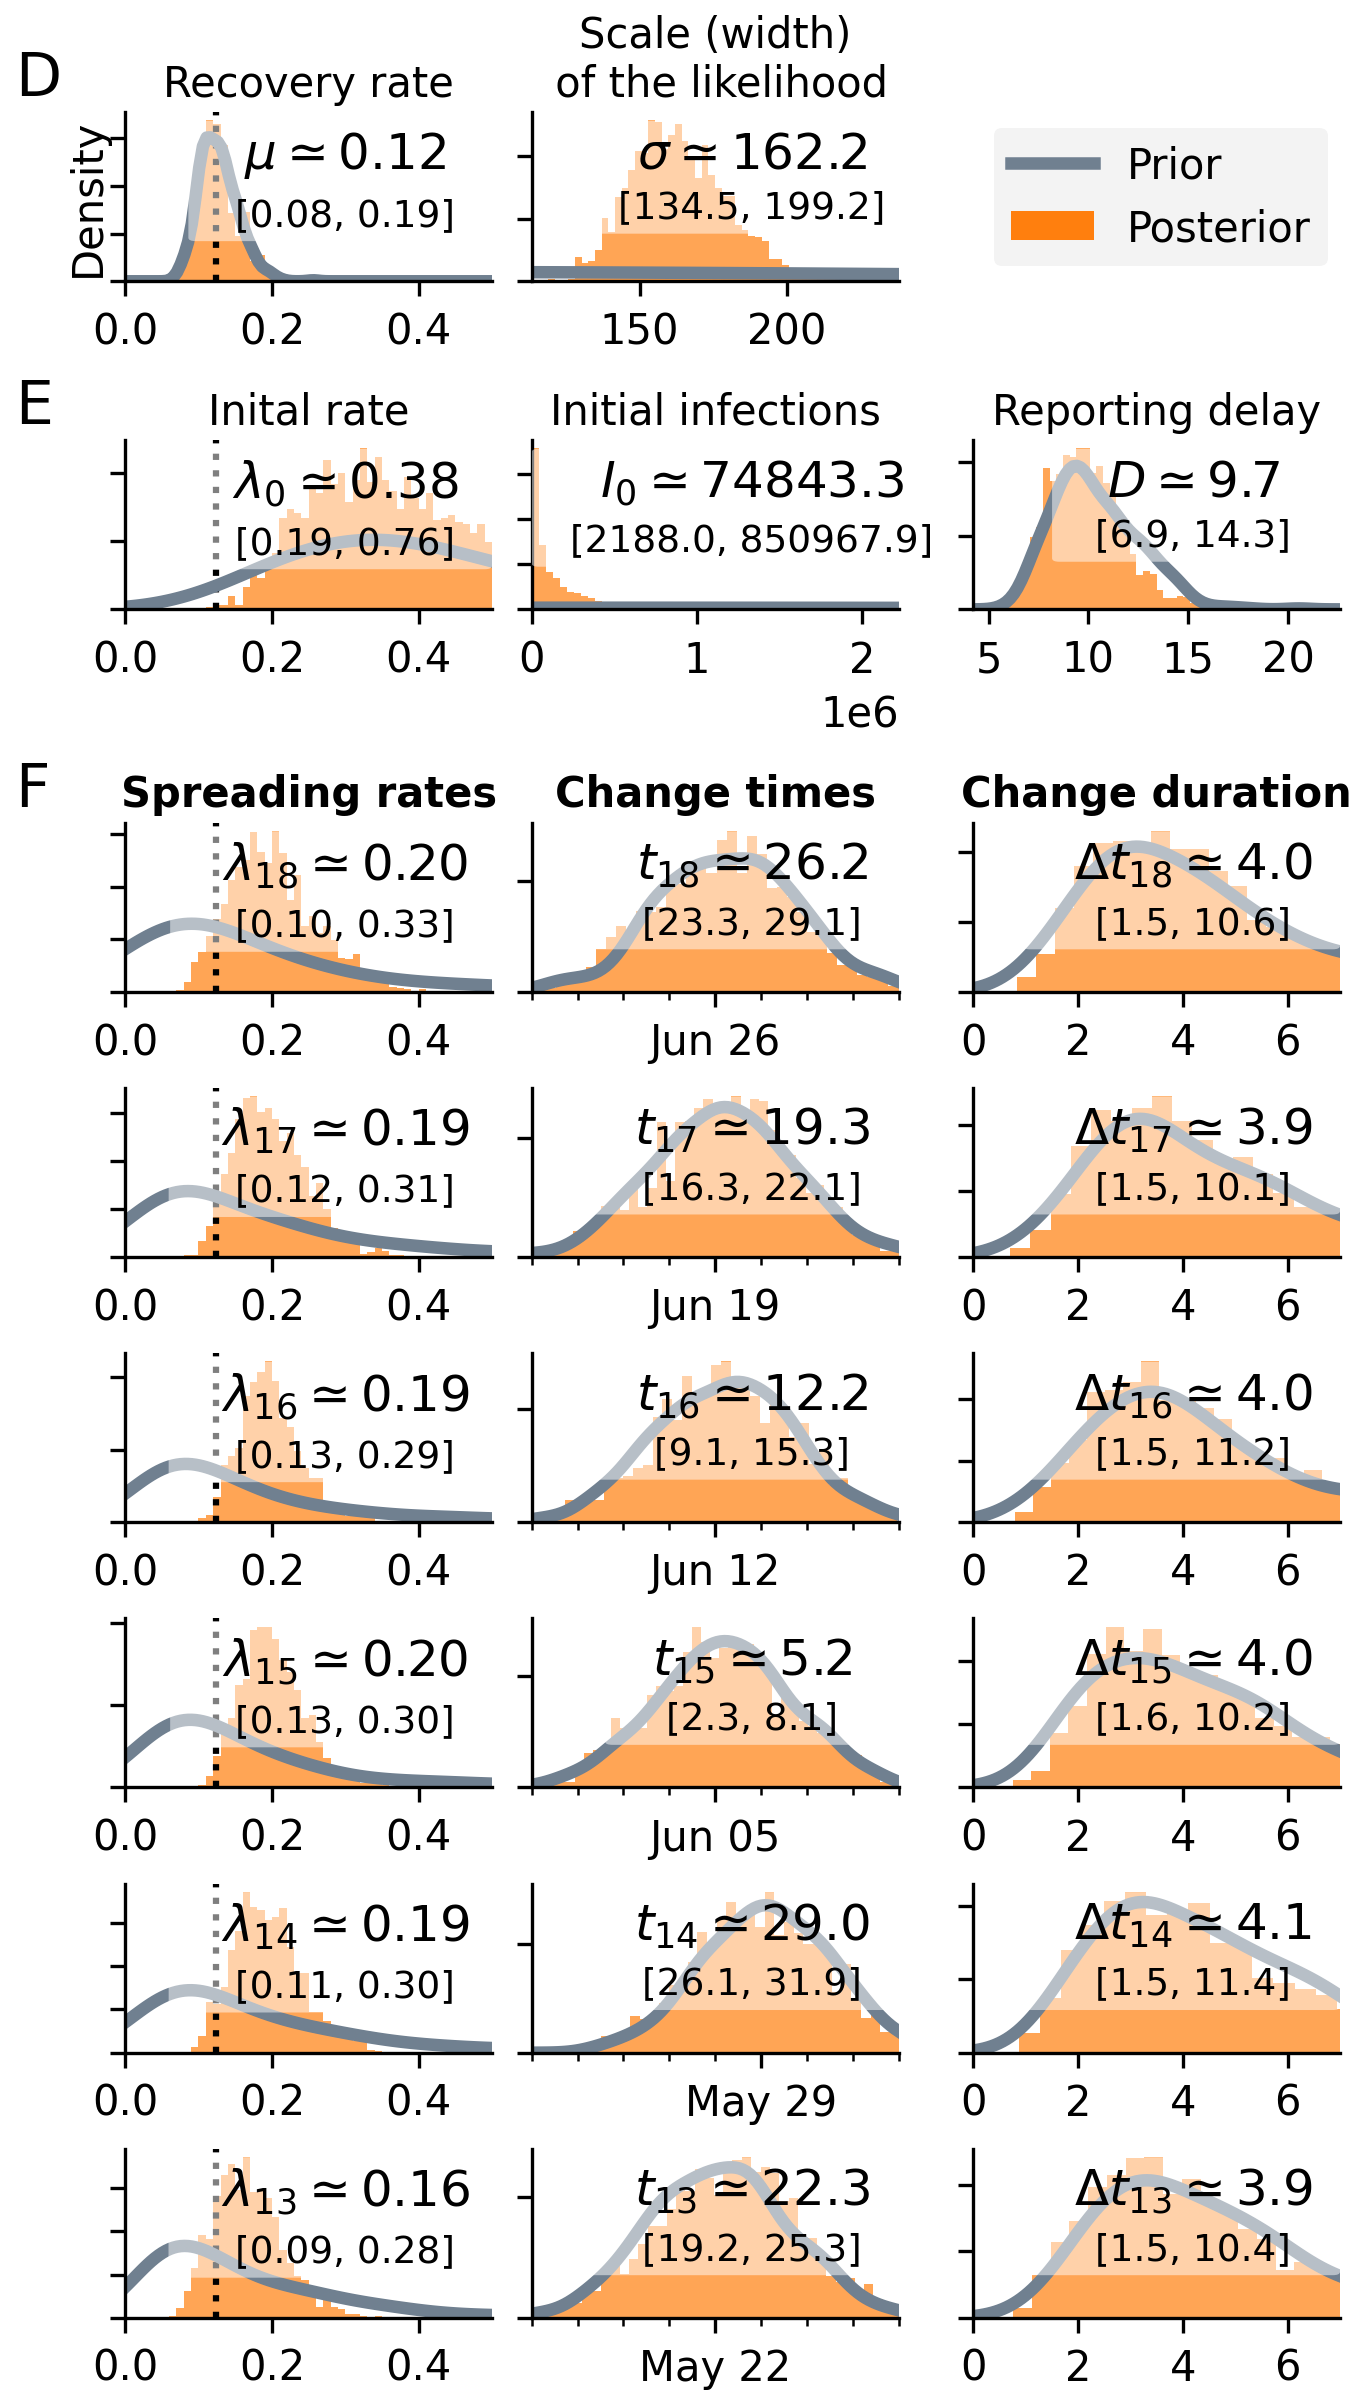 D
Recovery rate
Scale (width)
of the likelihood
Density
μ ≃ 0.12
[0.08, 0.19]
0.0 0.2 0.4
σ ≃ 162.2
[134.5, 199.2]
150 200
Prior
Posterior
E
Inital rate
λ0 ≃ 0.38
[0.19, 0.76]
0.0 0.2 0.4
Initial infections
I0 ≃ 74843.3
[2188.0, 850967.9]
0 1 2
1e6
Reporting delay
D ≃ 9.7
[6.9, 14.3]
5 10 15 20
F
Spreading rates
Change times
Change duration
λ18 ≃ 0.20
[0.10, 0.33]
0.0 0.2 0.4
t18 ≃ 26.2
[23.3, 29.1]
Jun 26
Δt18 ≃ 4.0
[1.5, 10.6]
0 2 4 6
λ17 ≃ 0.19
[0.12, 0.31]
0.0 0.2 0.4
t17 ≃ 19.3
[16.3, 22.1]
Jun 19
Δt17 ≃ 3.9
[1.5, 10.1]
0 2 4 6
λ16 ≃ 0.19
[0.13, 0.29]
0.0 0.2 0.4
t16 ≃ 12.2
[9.1, 15.3]
Jun 12
Δt16 ≃ 4.0
[1.5, 11.2]
0 2 4 6
λ15 ≃ 0.20
[0.13, 0.30]
0.0 0.2 0.4
t15 ≃ 5.2
[2.3, 8.1]
Jun 05
Δt15 ≃ 4.0
[1.6, 10.2]
0 2 4 6
λ14 ≃ 0.19
[0.11, 0.30]
0.0 0.2 0.4
t14 ≃ 29.0
[26.1, 31.9]
May 29
Δt14 ≃ 4.1
[1.5, 11.4]
0 2 4 6
λ13 ≃ 0.16
[0.09, 0.28]
0.0 0.2 0.4
t13 ≃ 22.3
[19.2, 25.3]
May 22
Δt13 ≃ 3.9
[1.5, 10.4]
0 2 4 6